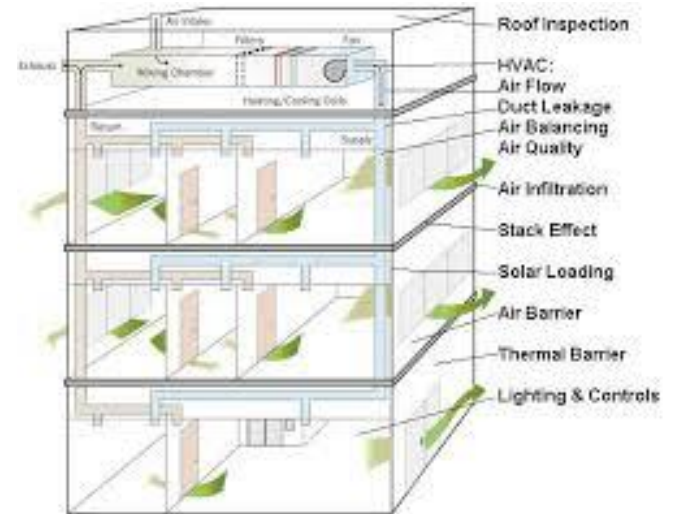 Air Intake
Roof Inspection
Filters
Fan
Exhaust
Mixing Chamber
HVAC:
Air Flow
Heating/Cooling Coils
Duct Leakage
Return
Air Balancing
Supply
Air Quality
Air Infiltration
Stack Effect
Solar Loading
Air Barrier
Thermal Barrier
Lighting & Controls